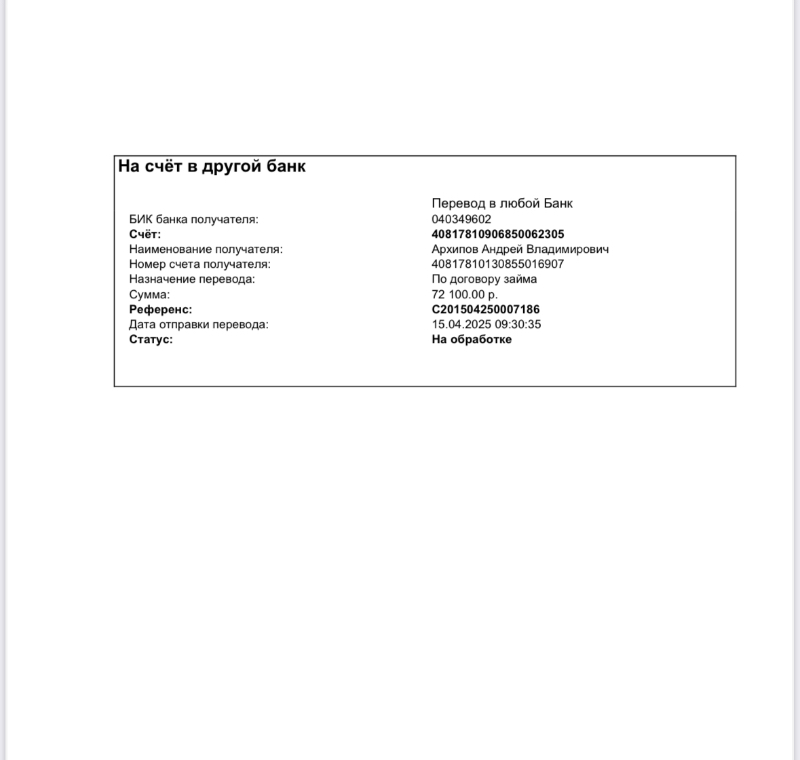 На счёт в другой банк
Перевод в любой Банк
БИК банка получателя: 040349602
Счёт: 40817810906850062305
Наименование получателя: Архипов Андрей Владимирович
Номер счета получателя: 40817810130855016907
Назначение перевода: По договору займа
Сумма: 72 100.00 р.
Референс: C201504250007186
Дата отправки перевода: 15.04.2025 09:30:35
Статус: На обработке